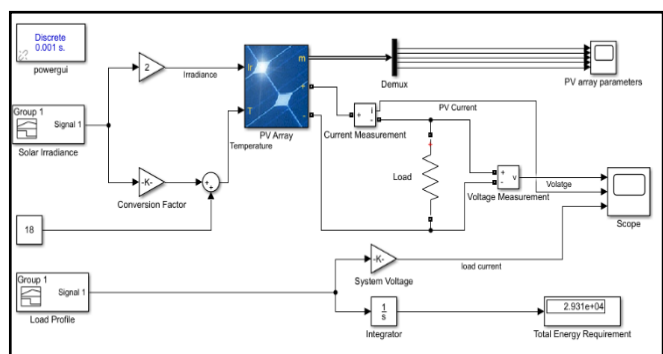 Discrete
0.001 s.
powergui
2
Irradiance
Ir
m
+
T
-
PV Array
Temperature
Demux
PV array parameters
Group 1
Signal 1
Solar Irradiance
-K-
Conversion Factor
+
+
18
+
i
-
Current Measurement
PV Current
+
Load
+
-
v
Voltage Measurement
Volatge
Scope
Group 1
Signal 1
Load Profile
-K-
System Voltage
load current
1
s
Integrator
2.931e+04
Total Energy Requirement